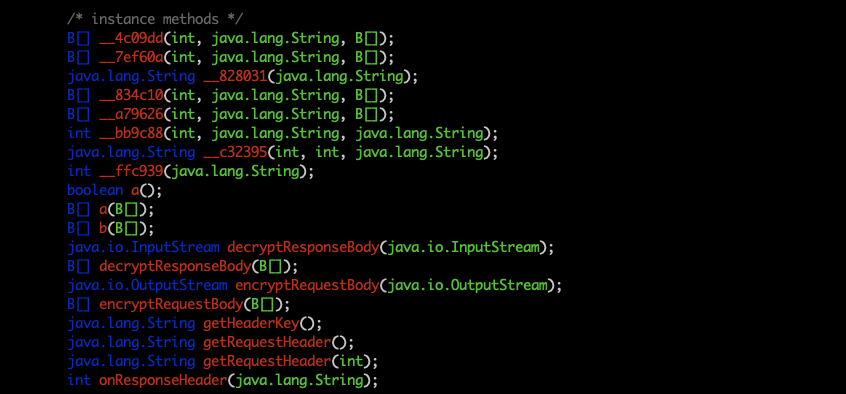 /* instance methods */
B[] __4c09dd(int, java.lang.String, B[]);
B[] __7ef60a(int, java.lang.String, B[]);
java.lang.String __828031(java.lang.String);
B[] __834c10(int, java.lang.String, B[]);
B[] __a79626(int, java.lang.String, B[]);
int __bb9c88(int, java.lang.String, java.lang.String);
java.lang.String __c32395(int, int, java.lang.String);
int __ffc939(java.lang.String);
boolean a();
B[] a(B[]);
B[] b(B[]);
java.io.InputStream decryptResponseBody(java.io.InputStream);
B[] decryptResponseBody(B[]);
java.io.OutputStream encryptRequestBody(java.io.OutputStream);
B[] encryptRequestBody(B[]);
java.lang.String getHeaderKey();
java.lang.String getRequestHeader();
java.lang.String getRequestHeader(int);
int onResponseHeader(java.lang.String);